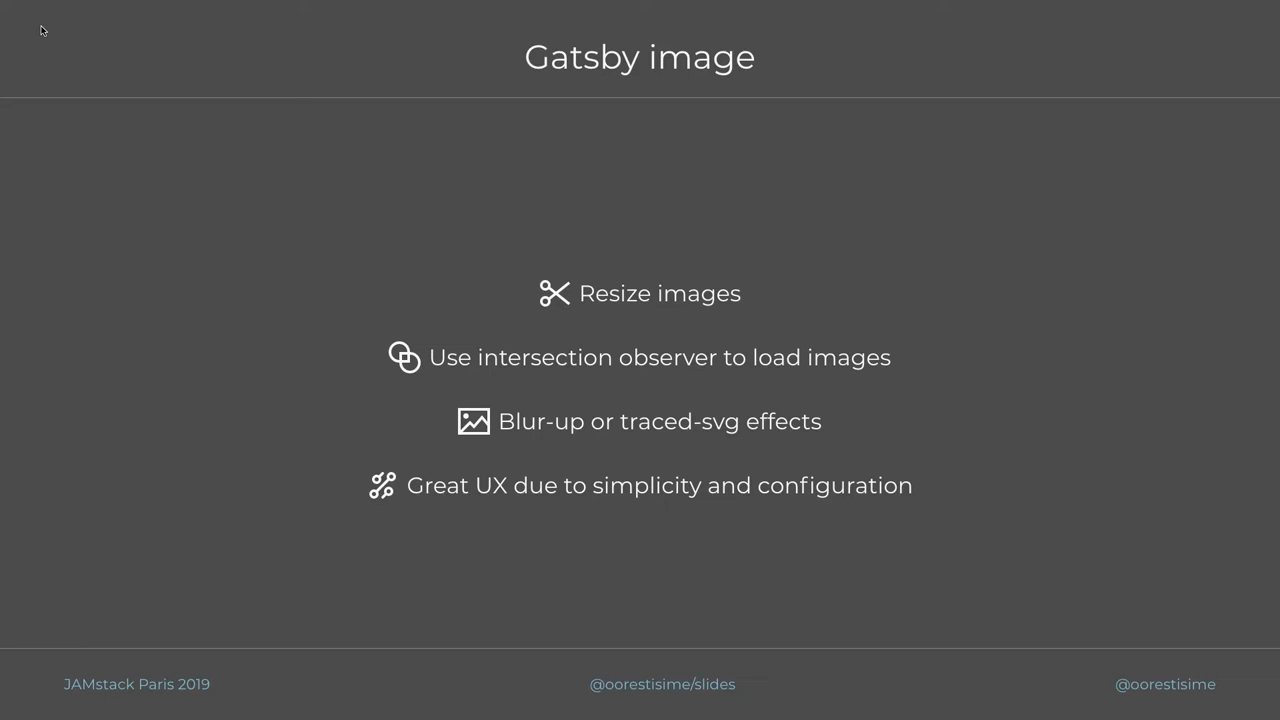 Gatsby image
Resize images
Use intersection observer to load images
Blur-up or traced-svg effects
Great UX due to simplicity and configuration
JAMstack Paris 2019
@oorestisime/slides
@oorestisime